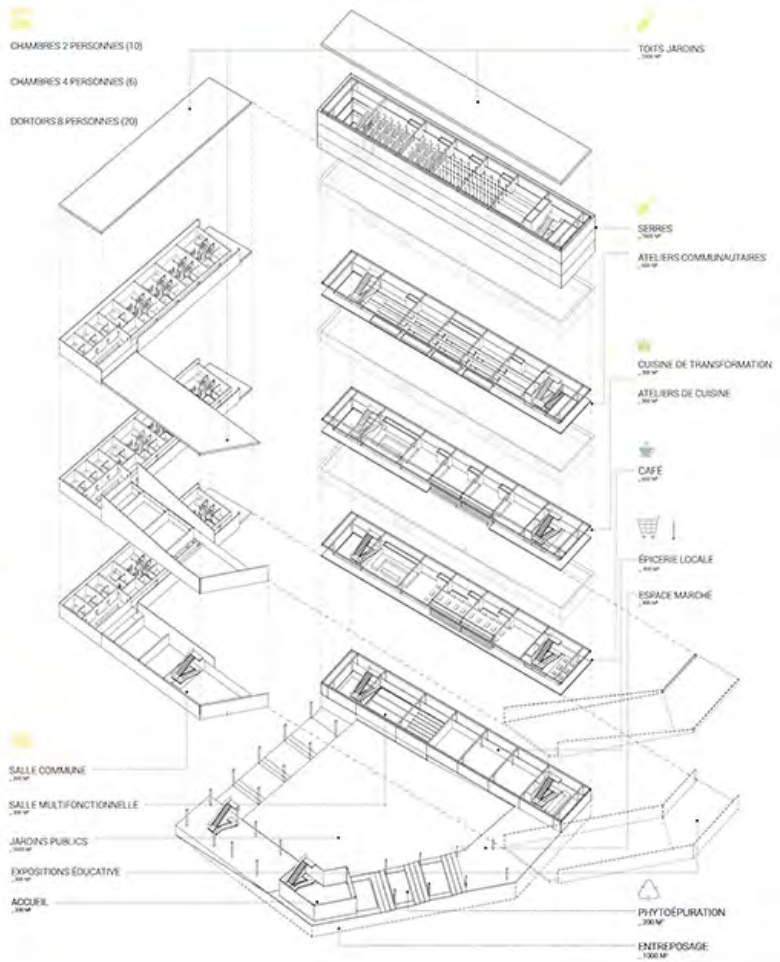 CHAMBRES 2 PERSONNES (10)
CHAMBRES 4 PERSONNES (6)
DORTOIRS 8 PERSONNES (20)
TOITS JARDINS
SERRES
ATELIERS COMMUNAUTAIRES
CUISINE DE TRANSFORMATION
ATELIERS DE CUISINE
CAFÉ
ÉPICERIE LOCALE
ESPACE MARCHÉ
SALLE COMMUNE
SALLE MULTIFONCTIONNELLE
JARDINS PUBLICS
EXPOSITIONS ÉDUCATIVE
ACCUEIL
PHYTOÉPURATION
_200 M²
ENTREPOSAGE
_1000 M²